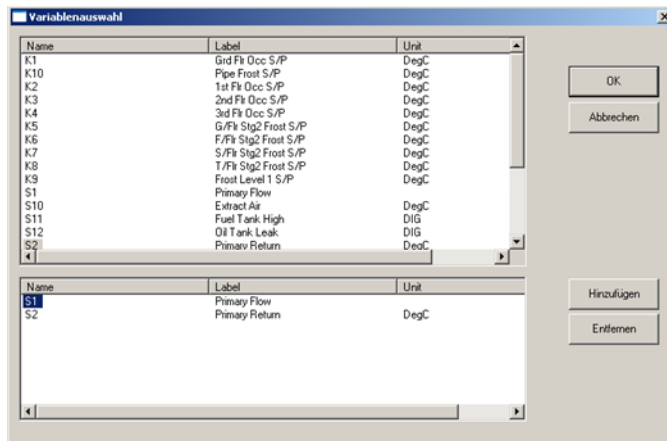 Variablenauswahl
Name Label Unit
K1 Grd Flr Occ S/P DegC
K10 Pipe Frost S/P DegC
K2 1st Flr Occ S/P DegC
K3 2nd Flr Occ S/P DegC
K4 3rd Flr Occ S/P DegC
K5 G/Flr Stg2 Frost S/P DegC
K6 F/Flr Stg2 Frost S/P DegC
K7 S/Flr Stg2 Frost S/P DegC
K8 T/Flr Stg2 Frost S/P DegC
K9 Frost Level 1 S/P DegC
S1 Primary Flow
S10 Extract Air DegC
S11 Fuel Tank High DIG
S12 Oil Tank Leak DIG
S2 Primary Return DegC
OK
Abbrechen
Name Label Unit
S1 Primary Flow
S2 Primary Return DegC
Hinzufügen
Entfernen